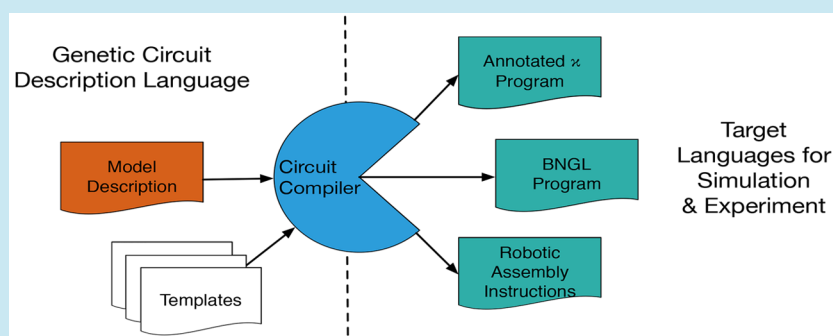 Genetic Circuit
Description Language
Model
Description
Templates
Circuit
Compiler
Annotated ϰ
Program
BNGL
Program
Robotic
Assembly
Instructions
Target
Languages for
Simulation
& Experiment